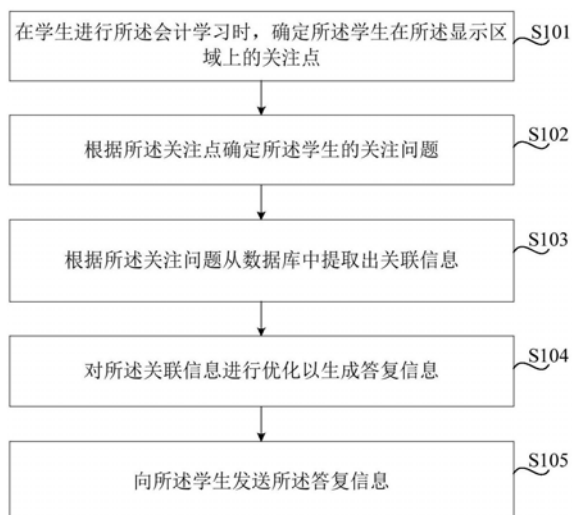 在学生进行所述会计学习时，确定所述学生在所述显示区
域上的关注点
S101
根据所述关注点确定所述学生的关注问题
S102
根据所述关注问题从数据库中提取出关联信息
S103
对所述关联信息进行优化以生成答复信息
S104
向所述学生发送所述答复信息
S105